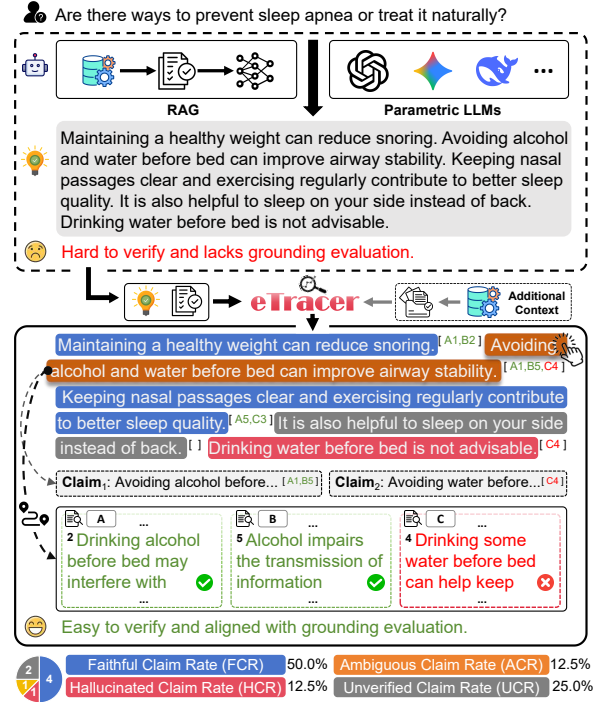 Are there ways to prevent sleep apnea or treat it naturally?
RAG
Parametric LLMs
Maintaining a healthy weight can reduce snoring. Avoiding alcohol
and water before bed can improve airway stability. Keeping nasal
passages clear and exercising regularly contribute to better sleep
quality. It is also helpful to sleep on your side instead of back.
Drinking water before bed is not advisable.
Hard to verify and lacks grounding evaluation.
eTracer
Additional
Context
Maintaining a healthy weight can reduce snoring. [A1,B2] Avoiding
alcohol and water before bed can improve airway stability. [A1,B5,C4]
Keeping nasal passages clear and exercising regularly contribute
to better sleep quality. [A5,C3] It is also helpful to sleep on your side
instead of back. [ ] Drinking water before bed is not advisable. [C4]
Claim1: Avoiding alcohol before... [A1,B5]
Claim2: Avoiding water before...[C4]
A
...
2 Drinking alcohol
before bed may
interfere with
...
B
...
5 Alcohol impairs
the transmission of
information
...
C
...
4 Drinking some
water before bed
can help keep
...
Easy to verify and aligned with grounding evaluation.
2
4
1
1
Faithful Claim Rate (FCR) 50.0%
Ambiguous Claim Rate (ACR) 12.5%
Hallucinated Claim Rate (HCR) 12.5%
Unverified Claim Rate (UCR) 25.0%